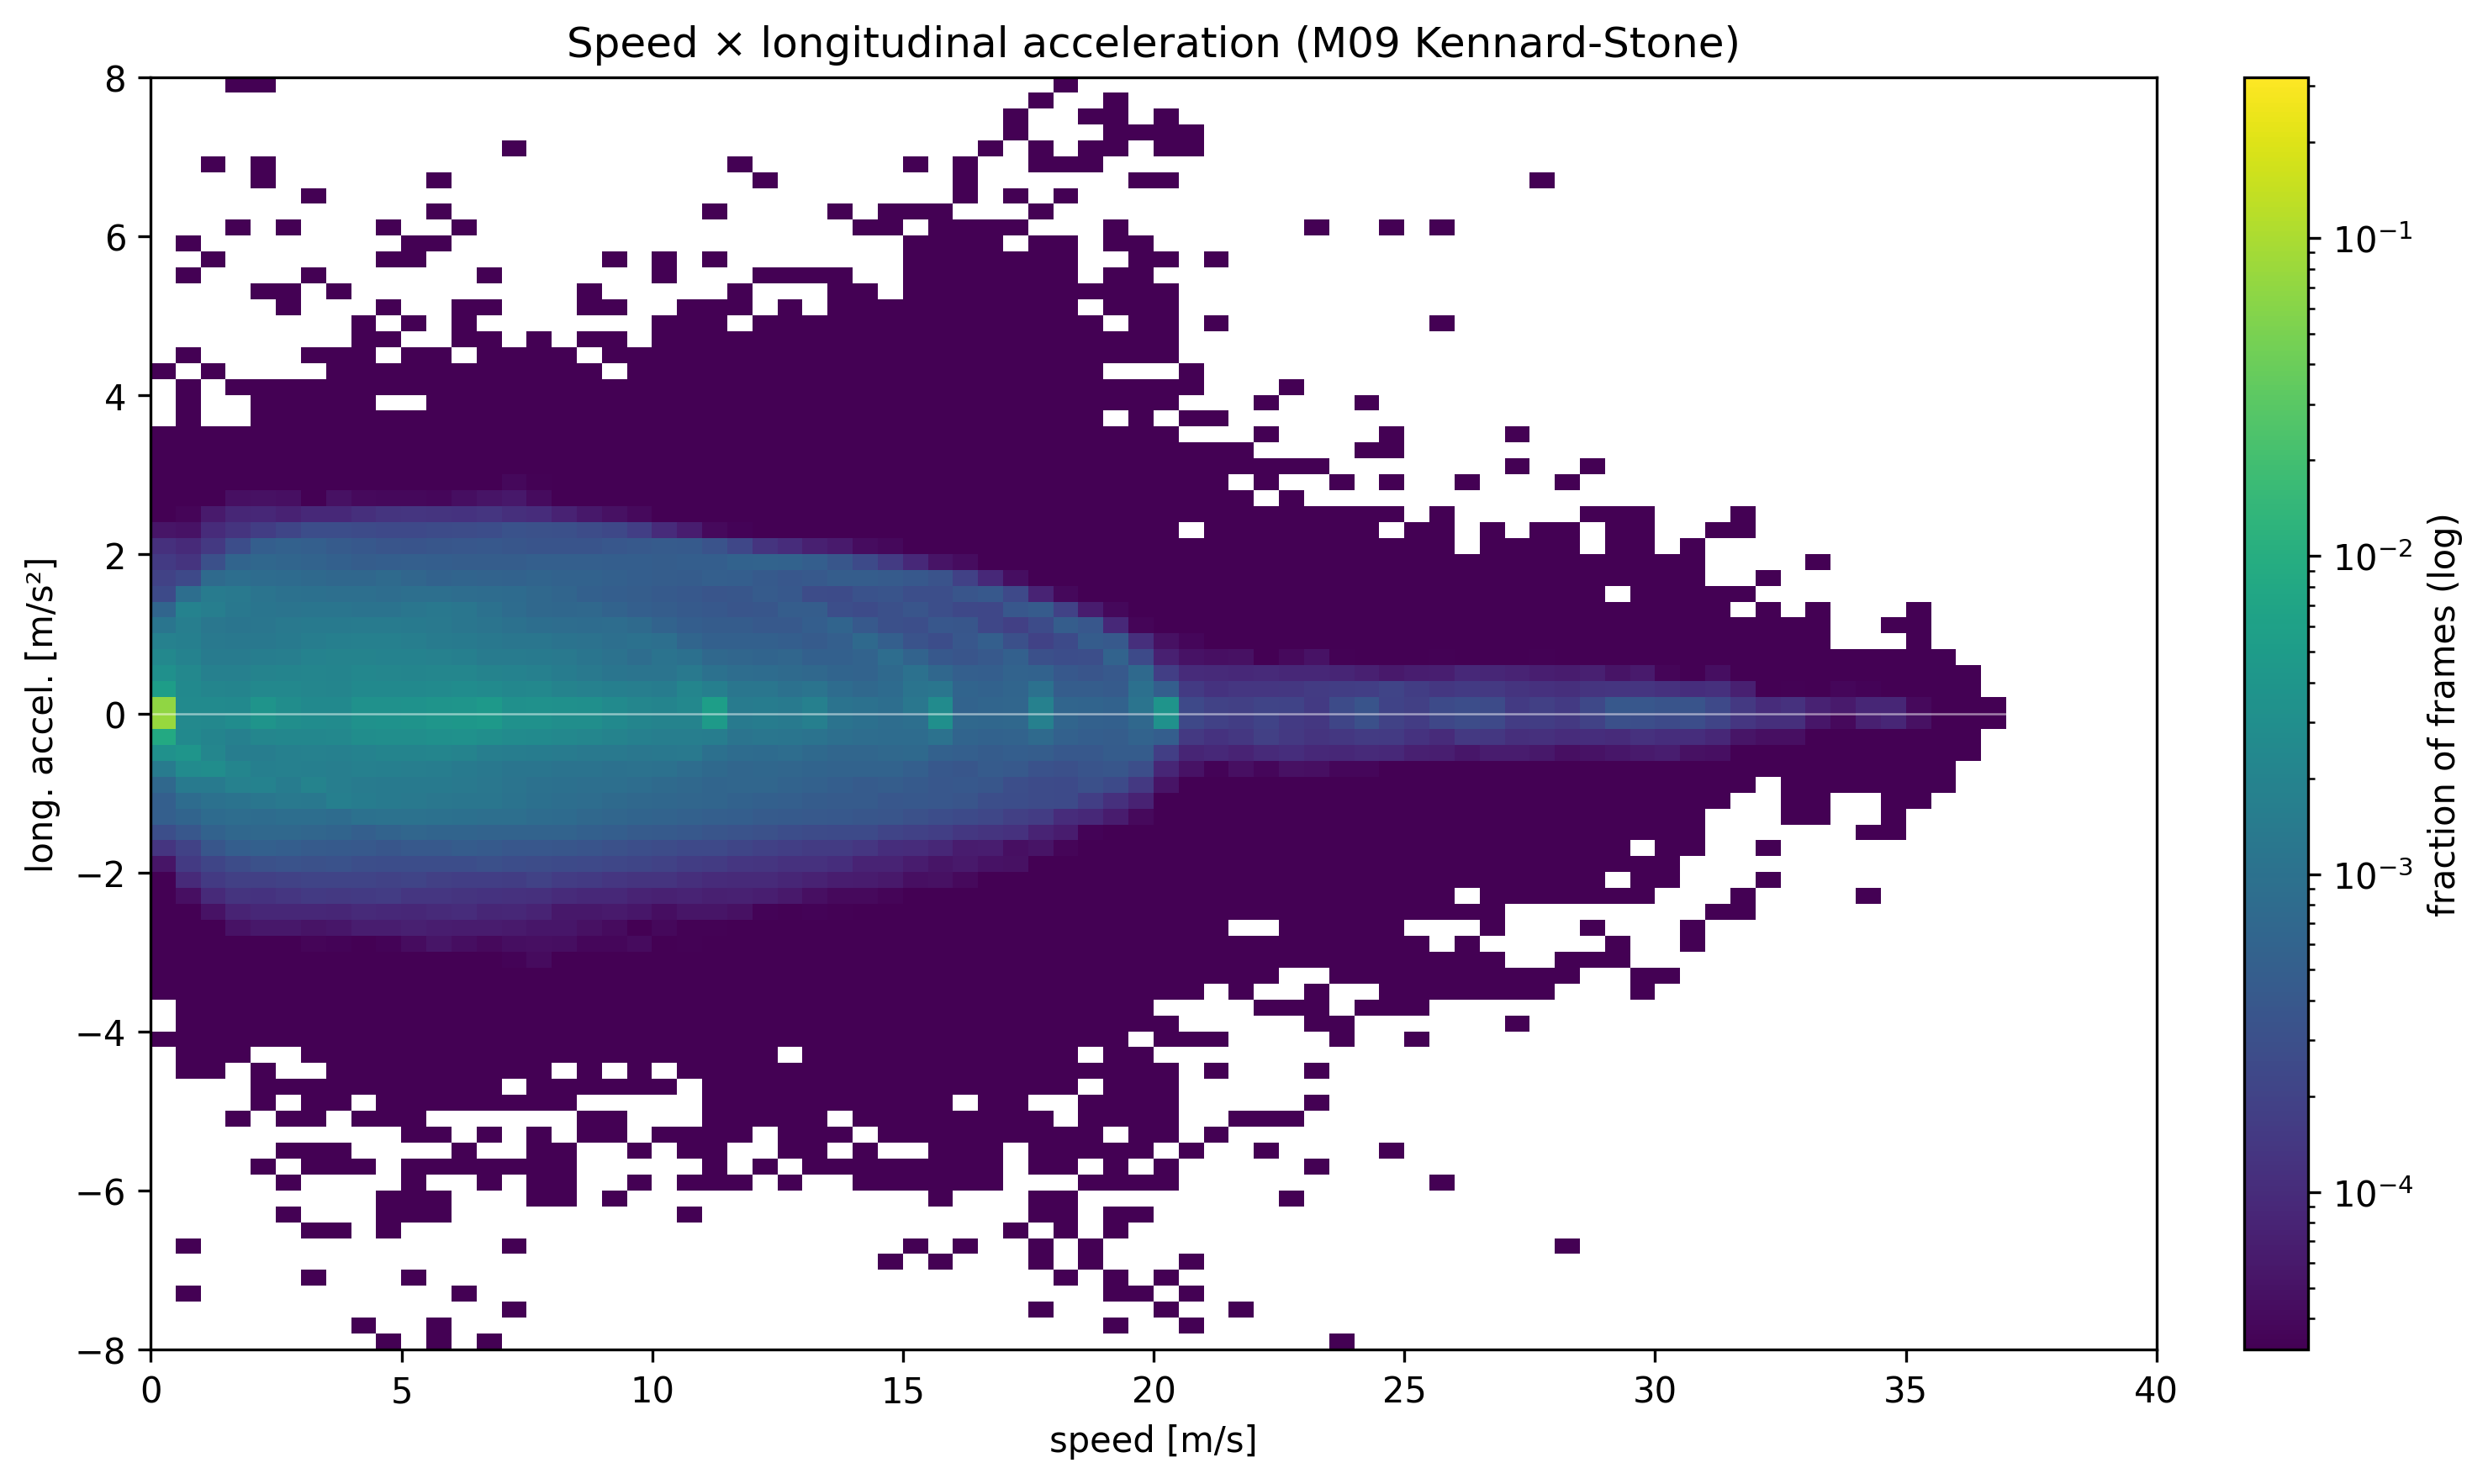 Speed × longitudinal acceleration (M09 Kennard-Stone)
8
6
4
2
0
−2
−4
−6
−8
long. accel. [m/s²]
0 5 10 15 20 25 30 35 40
speed [m/s]
10⁻¹
10⁻²
10⁻³
10⁻⁴
fraction of frames (log)